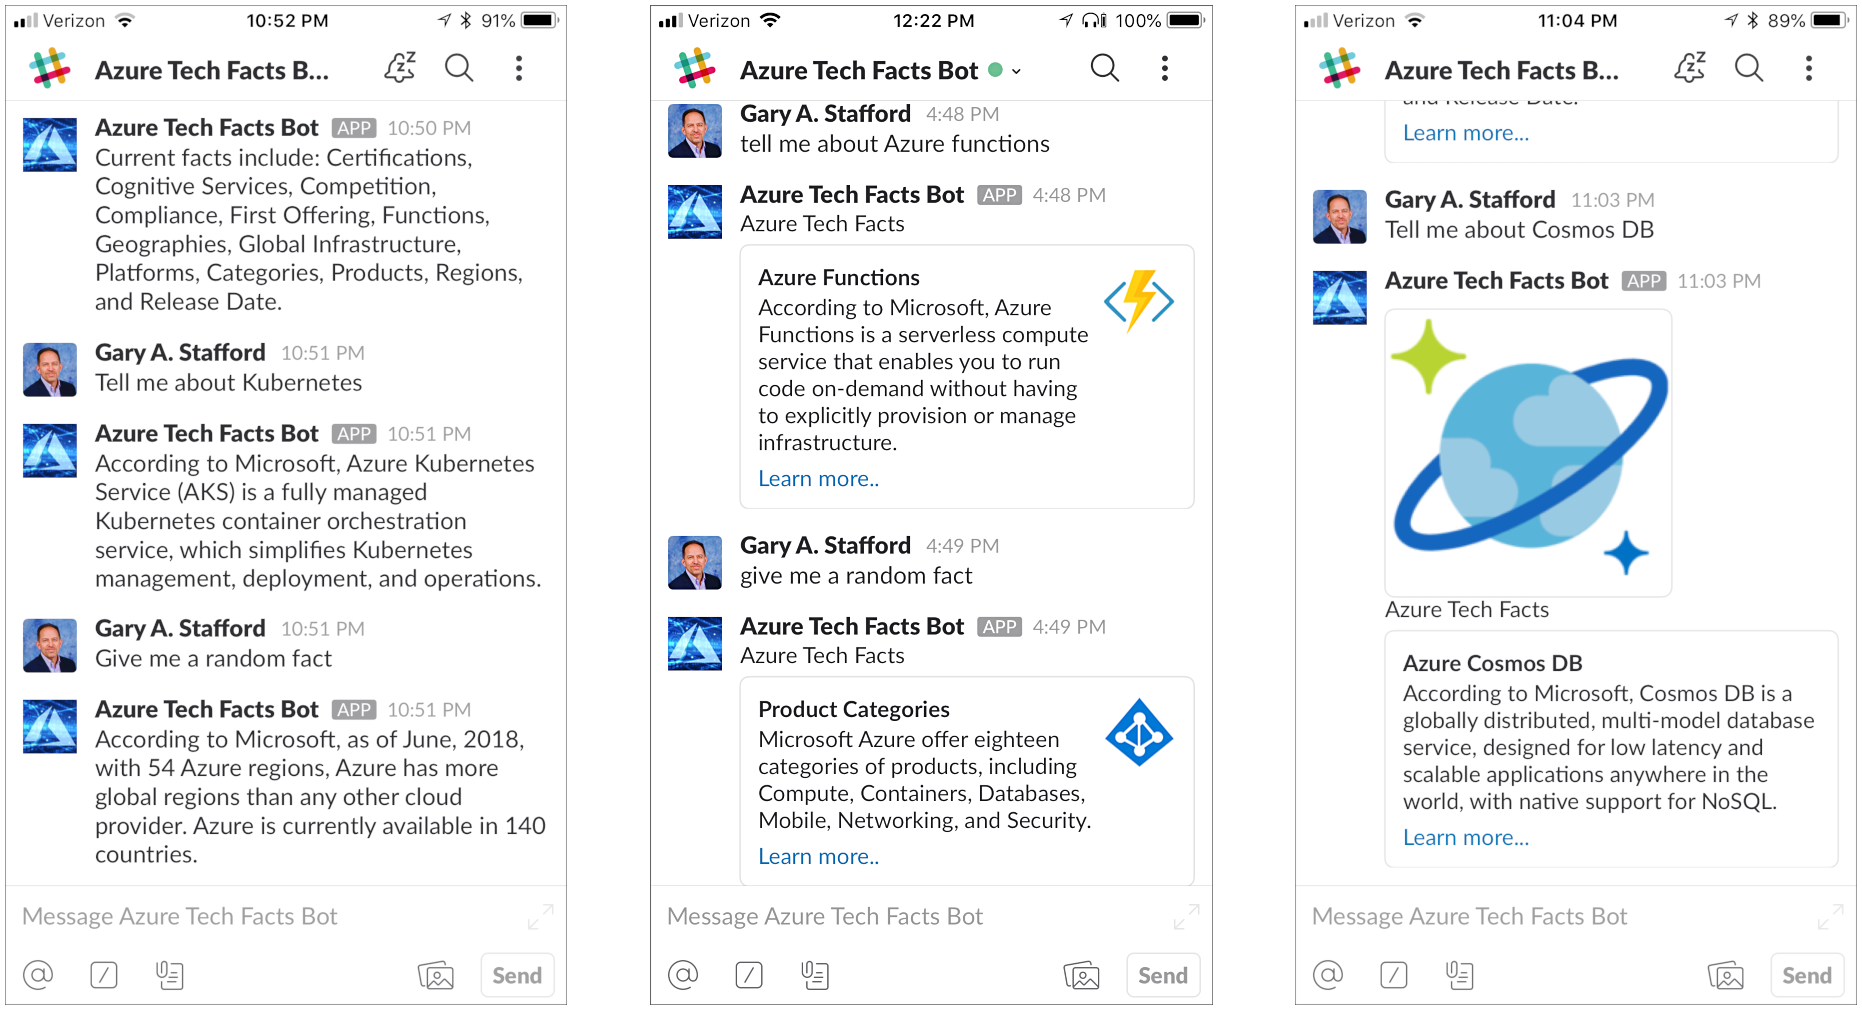 Verizon 10:52 PM 91%
Azure Tech Facts B...
Azure Tech Facts Bot APP 10:50 PM
Current facts include: Certifications,
Cognitive Services, Competition,
Compliance, First Offering, Functions,
Geographies, Global Infrastructure,
Platforms, Categories, Products, Regions,
and Release Date.
Gary A. Stafford 10:51 PM
Tell me about Kubernetes
Azure Tech Facts Bot APP 10:51 PM
According to Microsoft, Azure Kubernetes
Service (AKS) is a fully managed
Kubernetes container orchestration
service, which simplifies Kubernetes
management, deployment, and operations.
Gary A. Stafford 10:51 PM
Give me a random fact
Azure Tech Facts Bot APP 10:51 PM
According to Microsoft, as of June, 2018,
with 54 Azure regions, Azure has more
global regions than any other cloud
provider. Azure is currently available in 140
countries.
Message Azure Tech Facts Bot
Send
Verizon 12:22 PM 100%
Azure Tech Facts Bot
Gary A. Stafford 4:48 PM
tell me about Azure functions
Azure Tech Facts Bot APP 4:48 PM
Azure Tech Facts
Azure Functions
According to Microsoft, Azure
Functions is a serverless compute
service that enables you to run
code on-demand without having
to explicitly provision or manage
infrastructure.
Learn more..
Gary A. Stafford 4:49 PM
give me a random fact
Azure Tech Facts Bot APP 4:49 PM
Azure Tech Facts
Product Categories
Microsoft Azure offer eighteen
categories of products, including
Compute, Containers, Databases,
Mobile, Networking, and Security.
Learn more..
Message Azure Tech Facts Bot
Send
Verizon 11:04 PM 89%
Azure Tech Facts B...
and Release Date.
Learn more...
Gary A. Stafford 11:03 PM
Tell me about Cosmos DB
Azure Tech Facts Bot APP 11:03 PM
Azure Tech Facts
Azure Cosmos DB
According to Microsoft, Cosmos DB is a
globally distributed, multi-model database
service, designed for low latency and
scalable applications anywhere in the
world, with native support for NoSQL.
Learn more...
Message Azure Tech Facts Bot
Send